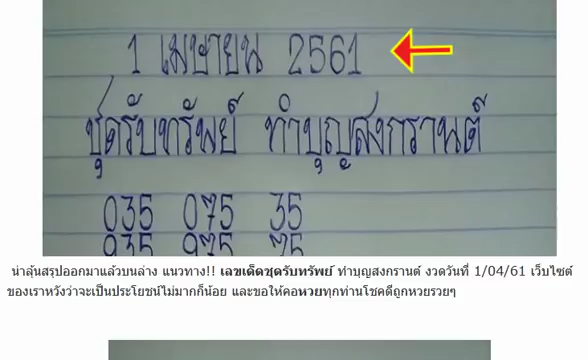 1 เมษายน 2561
ชุดรับทรัพย์ ทำบุญสงกรานต์
035 075 35
น่าลุ้นสรุปออกมาแล้วบนล่าง แนวทาง!! เลขเด็ดชุดรับทรัพย์ ทำบุญสงกรานต์ งวดวันที่ 1/04/61 เว็บไซต์
ของเราหวังว่าจะเป็นประโยชน์ไม่มากก็น้อย และขอให้คอหวยทุกท่านโชคดีถูกหวยรวยๆ